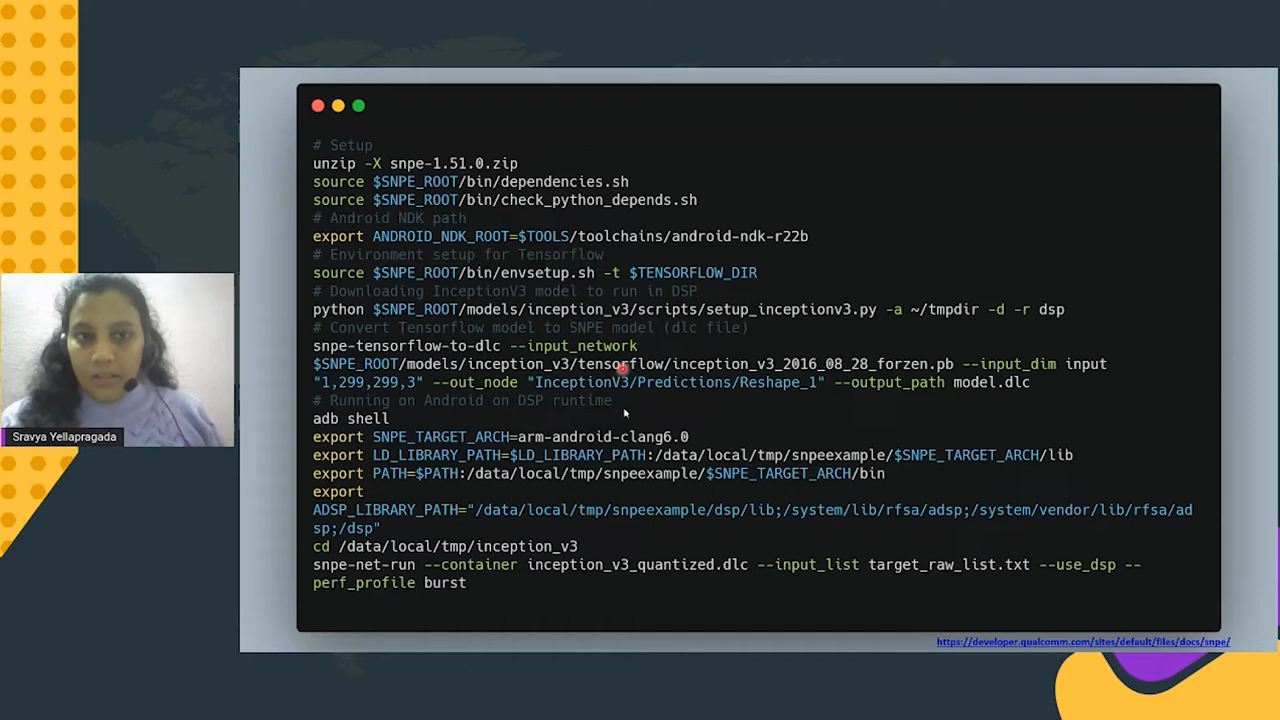 # Setup
unzip -X snpe-1.51.0.zip
source $SNPE_ROOT/bin/dependencies.sh
source $SNPE_ROOT/bin/check_python_depends.sh
# Android NDK path
export ANDROID_NDK_ROOT=$TOOLS/toolchains/android-ndk-r22b
# Environment setup for Tensorflow
source $SNPE_ROOT/bin/envsetup.sh -t $TENSORFLOW_DIR
# Downloading InceptionV3 model to run in DSP
python $SNPE_ROOT/models/inception_v3/scripts/setup_inceptionv3.py -a ~/tmpdir -d -r dsp
# Convert Tensorflow model to SNPE model (dlc file)
snpe-tensorflow-to-dlc --input_network
$SNPE_ROOT/models/inception_v3/tensorflow/inception_v3_2016_08_28_forzen.pb --input_dim input
"1,299,299,3" --out_node "InceptionV3/Predictions/Reshape_1" --output_path model.dlc
# Running on Android on DSP runtime
adb shell
export SNPE_TARGET_ARCH=arm-android-clang6.0
export LD_LIBRARY_PATH=$LD_LIBRARY_PATH:/data/local/tmp/snpeexample/$SNPE_TARGET_ARCH/lib
export PATH=$PATH:/data/local/tmp/snpeexample/$SNPE_TARGET_ARCH/bin
export
ADSP_LIBRARY_PATH="/data/local/tmp/snpeexample/dsp/lib;/system/lib/rfsa/adsp;/system/vendor/lib/rfsa/ad
sp;/dsp"
cd /data/local/tmp/inception_v3
snpe-net-run --container inception_v3_quantized.dlc --input_list target_raw_list.txt --use_dsp --
perf_profile burst
https://developer.qualcomm.com/sites/default/files/docs/snpe/
Sravya Yellapragada